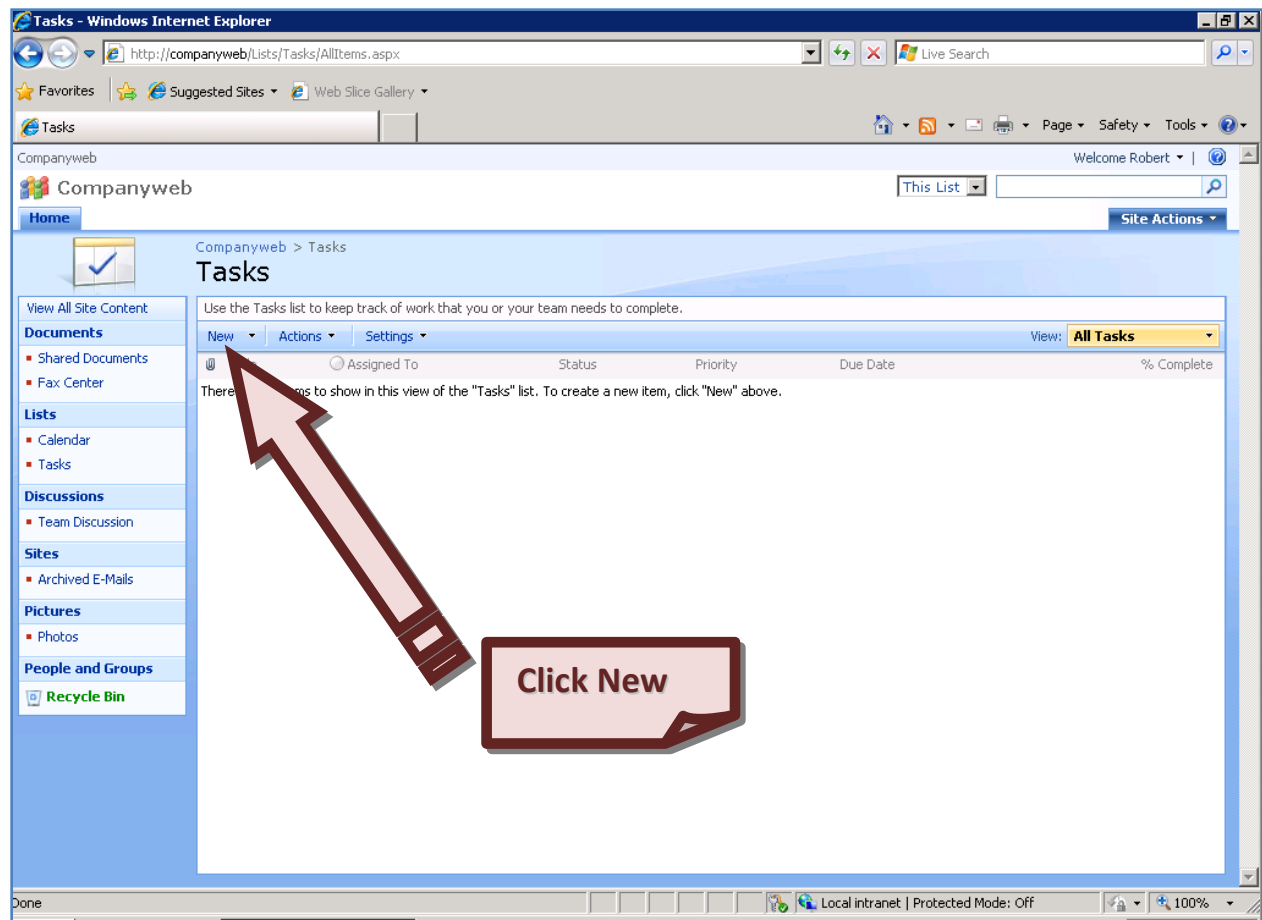 Tasks - Windows Internet Explorer
http://companyweb/Lists/Tasks/AllItems.aspx
Live Search
Favorites
Suggested Sites
Web Slice Gallery
Tasks
Page
Safety
Tools
Companyweb
Welcome Robert
Companyweb
This List
Home
Site Actions
Companyweb > Tasks
Tasks
View All Site Content
Use the Tasks list to keep track of work that you or your team needs to complete.
Documents
New
Actions
Settings
View: All Tasks
Shared Documents
Assigned To
Status
Priority
Due Date
% Complete
Fax Center
There to show in this view of the "Tasks" list. To create a new item, click "New" above.
Lists
Calendar
Tasks
Discussions
Team Discussion
Sites
Archived E-Mails
Pictures
Photos
People and Groups
Recycle Bin
Click New
Done
Local intranet | Protected Mode: Off
100%